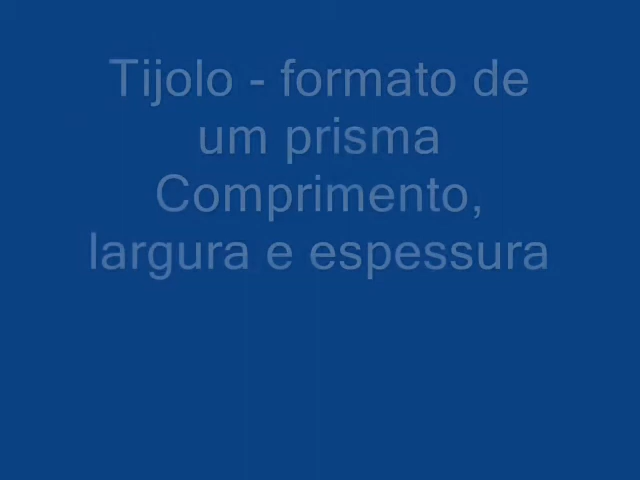 Tijolo - formato de
um prisma
Comprimento,
largura e espessura